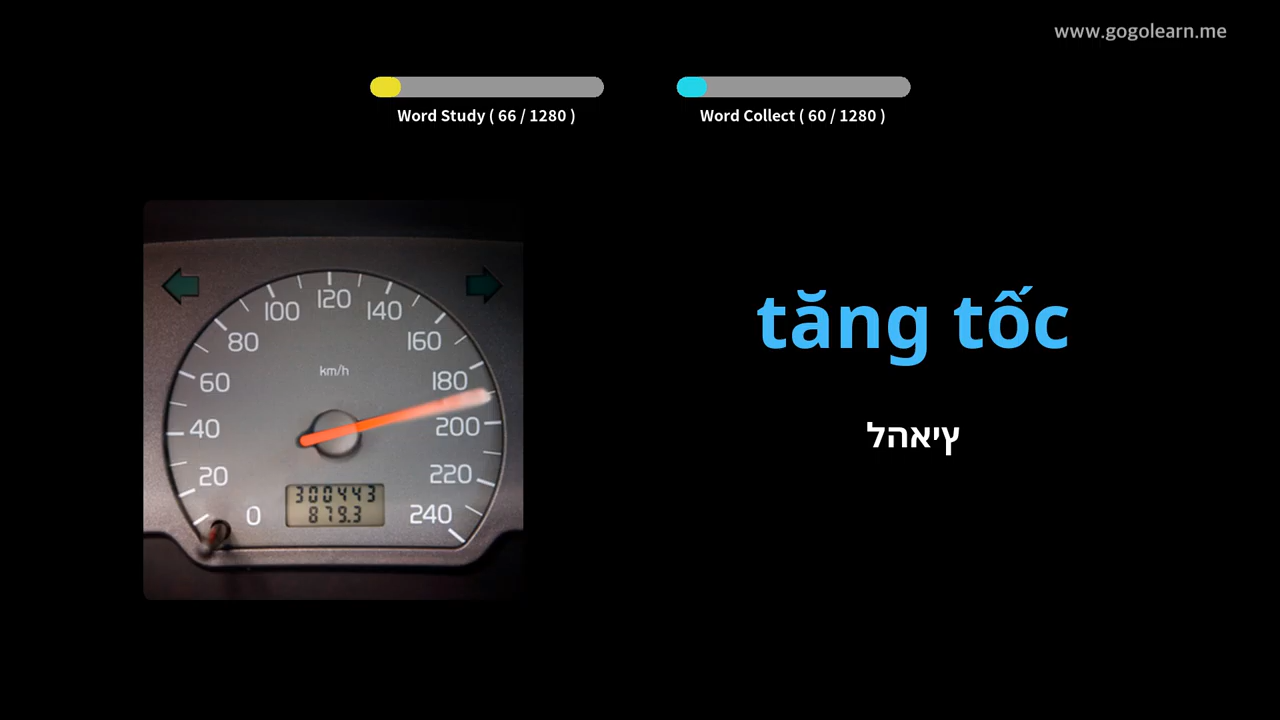 www.gogolearn.me
Word Study ( 66 / 1280 )
Word Collect ( 60 / 1280 )
120
100
140
80
160
km/h
60
180
40
200
20
220
300443
879.3
0
240
tăng tốc
ץיאהל